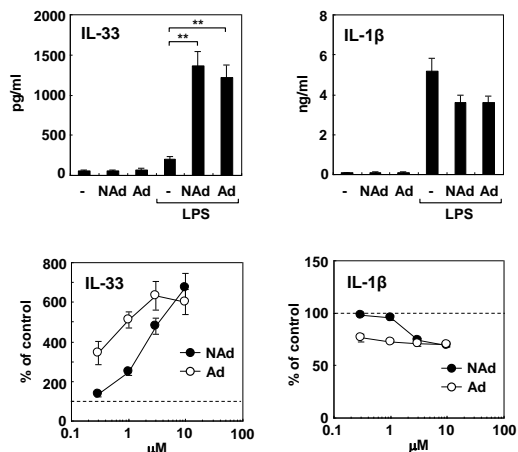 IL-33
pg/ml
2000
1500
1000
500
0
**
**
- NAd Ad - NAd Ad
LPS
IL-1β
ng/ml
8
6
4
2
0
- NAd Ad - NAd Ad
LPS
IL-33
% of control
800
600
400
200
0
NAd
Ad
0.1 1 10 100
μM
IL-1β
% of control
150
100
50
0
NAd
Ad
0.1 1 10 100
μM